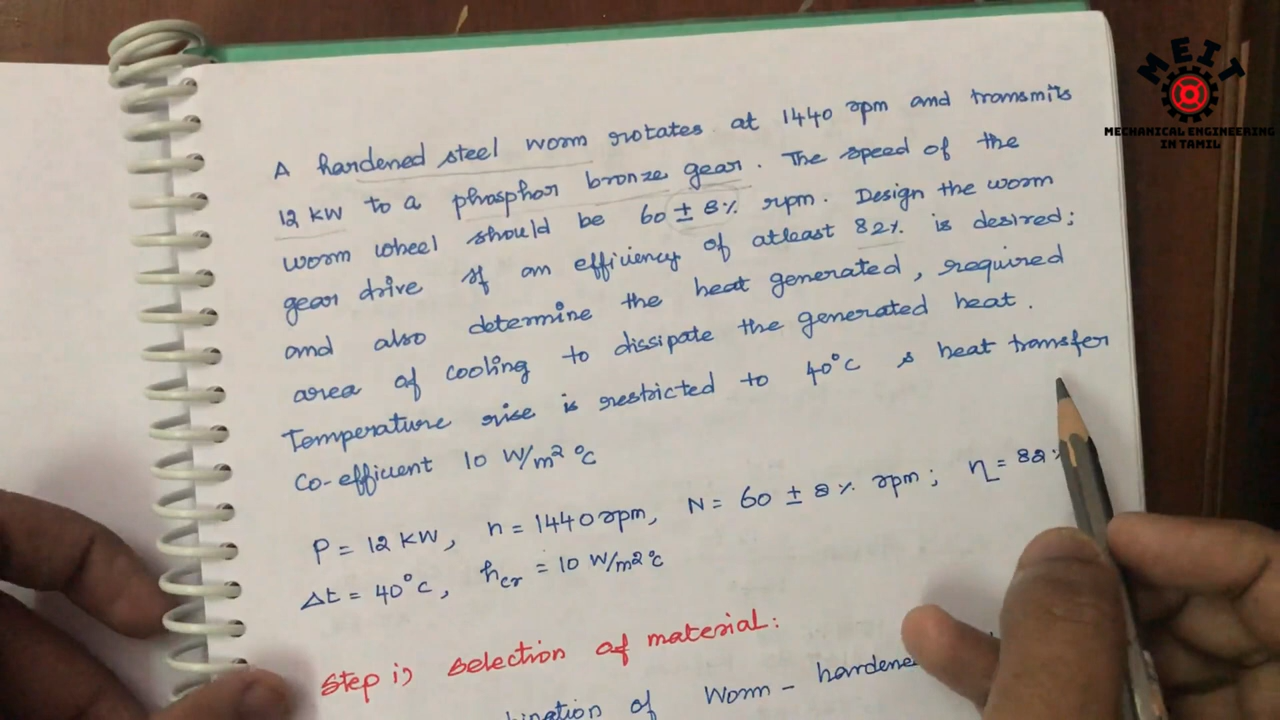 A hardened steel worm rotates at 1440 rpm and transmits
12 kW to a phosphor bronze gear. The speed of the
worm wheel should be 60 ± 8% rpm. Design the worm
gear drive if an efficiency of atleast 82% is desired;
and also determine the heat generated, required
area of cooling to dissipate the generated heat.
Temperature rise is restricted to 40°C & heat transfer
Co-efficient 10 W/m² °C
P = 12 KW, n = 1440 rpm, N = 60 ± 8% rpm; η = 82%
Δt = 40°C, hcr = 10 W/m²°C
Step i, Selection of material:
of Worm - hardene
MEIT
MECHANICAL ENGINEERING
IN TAMIL